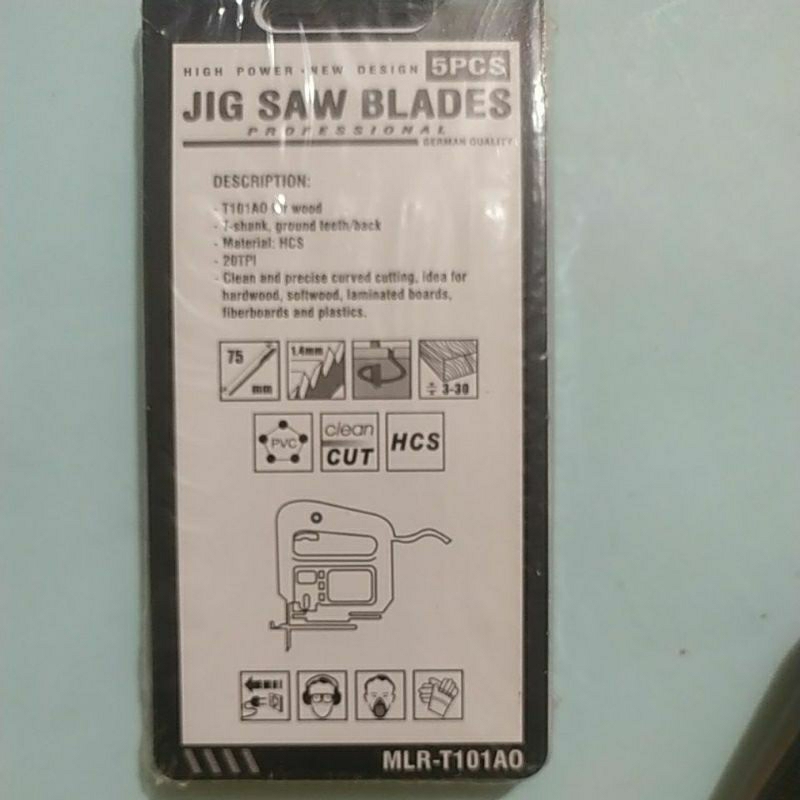 HIGH POWER NEW DESIGN 5PCS
JIG SAW BLADES
PROFESSIONAL
GERMAN QUALITY
DESCRIPTION:
- T101AO for wood
- T-shank, ground teeth/back
- Material: HCS
- 20TPI
- Clean and precise curved cutting, idea for
hardwood, softwood, laminated boards,
fiberboards and plastics.
75 mm
1.4mm
3-30
PVC
clean CUT
HCS
MLR-T101AO